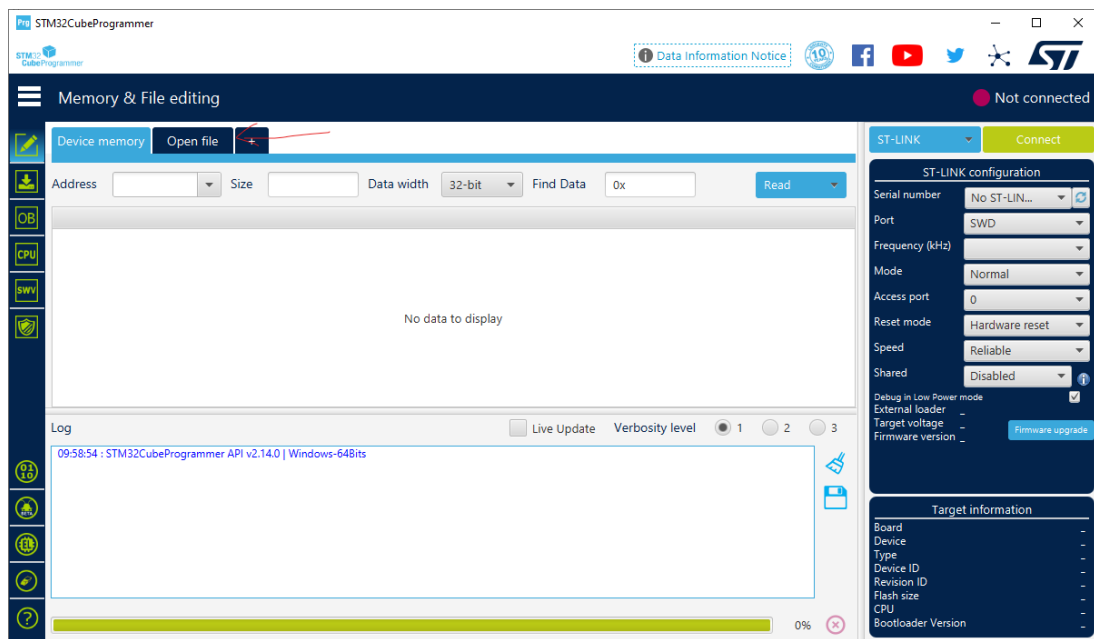 Prg STM32CubeProgrammer
STM32
CubeProgrammer
Data Information Notice
10
Memory & File editing
Not connected
Device memory
Open file
+
ST-LINK
Connect
Address
Size
Data width
32-bit
Find Data
0x
Read
ST-LINK configuration
Serial number
No ST-LIN...
Port
SWD
Frequency (kHz)
Mode
Normal
Access port
0
Reset mode
Hardware reset
Speed
Reliable
Shared
Disabled
Debug in Low Power mode
External loader _
Target voltage _
Firmware version _
Firmware upgrade
OB
CPU
SWV
No data to display
Log
Live Update
Verbosity level
1
2
3
09:58:54 : STM32CubeProgrammer API v2.14.0 | Windows-64Bits
Target information
Board _
Device _
Type _
Device ID _
Revision ID _
Flash size _
CPU _
Bootloader Version _
0%